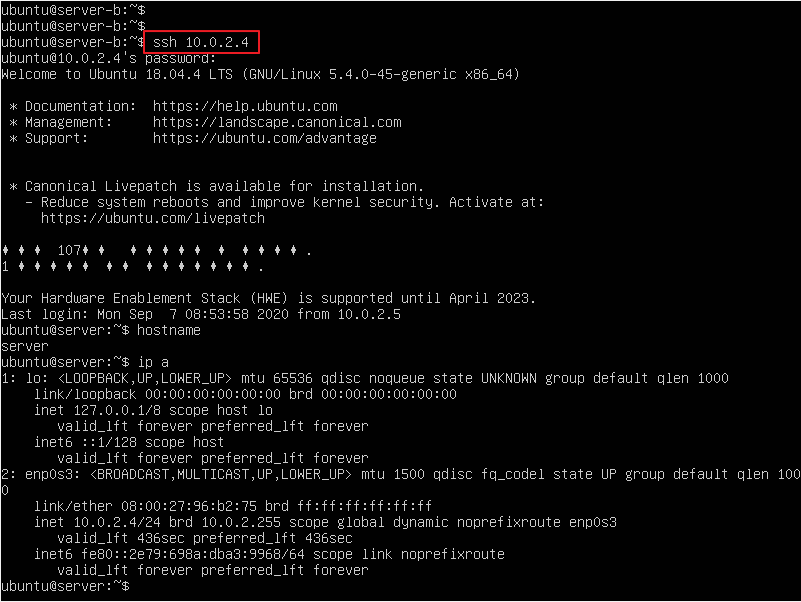 ubuntu@server-b:~$
ubuntu@server-b:~$
ubuntu@server-b:~$ ssh 10.0.2.4
ubuntu@10.0.2.4's password:
Welcome to Ubuntu 18.04.4 LTS (GNU/Linux 5.4.0-45-generic x86_64)
* Documentation:  https://help.ubuntu.com
* Management:     https://landscape.canonical.com
* Support:        https://ubuntu.com/advantage
* Canonical Livepatch is available for installation.
- Reduce system reboots and improve kernel security. Activate at:
https://ubuntu.com/livepatch
♦ ♦ ♦  107♦ ♦   ♦ ♦ ♦ ♦ ♦  ♦  ♦ ♦ ♦ ♦ .
1 ♦ ♦ ♦ ♦ ♦  ♦ ♦  ♦ ♦ ♦ ♦ ♦ ♦ ♦ .
Your Hardware Enablement Stack (HWE) is supported until April 2023.
Last login: Mon Sep  7 08:53:58 2020 from 10.0.2.5
ubuntu@server:~$ hostname
server
ubuntu@server:~$ ip a
1: lo: <LOOPBACK,UP,LOWER_UP> mtu 65536 qdisc noqueue state UNKNOWN group default qlen 1000
link/loopback 00:00:00:00:00:00 brd 00:00:00:00:00:00
inet 127.0.0.1/8 scope host lo
valid_lft forever preferred_lft forever
inet6 ::1/128 scope host
valid_lft forever preferred_lft forever
2: enp0s3: <BROADCAST,MULTICAST,UP,LOWER_UP> mtu 1500 qdisc fq_codel state UP group default qlen 100
0
link/ether 08:00:27:96:b2:75 brd ff:ff:ff:ff:ff:ff
inet 10.0.2.4/24 brd 10.0.2.255 scope global dynamic noprefixroute enp0s3
valid_lft 436sec preferred_lft 436sec
inet6 fe80::2e79:698a:dba3:9968/64 scope link noprefixroute
valid_lft forever preferred_lft forever
ubuntu@server:~$